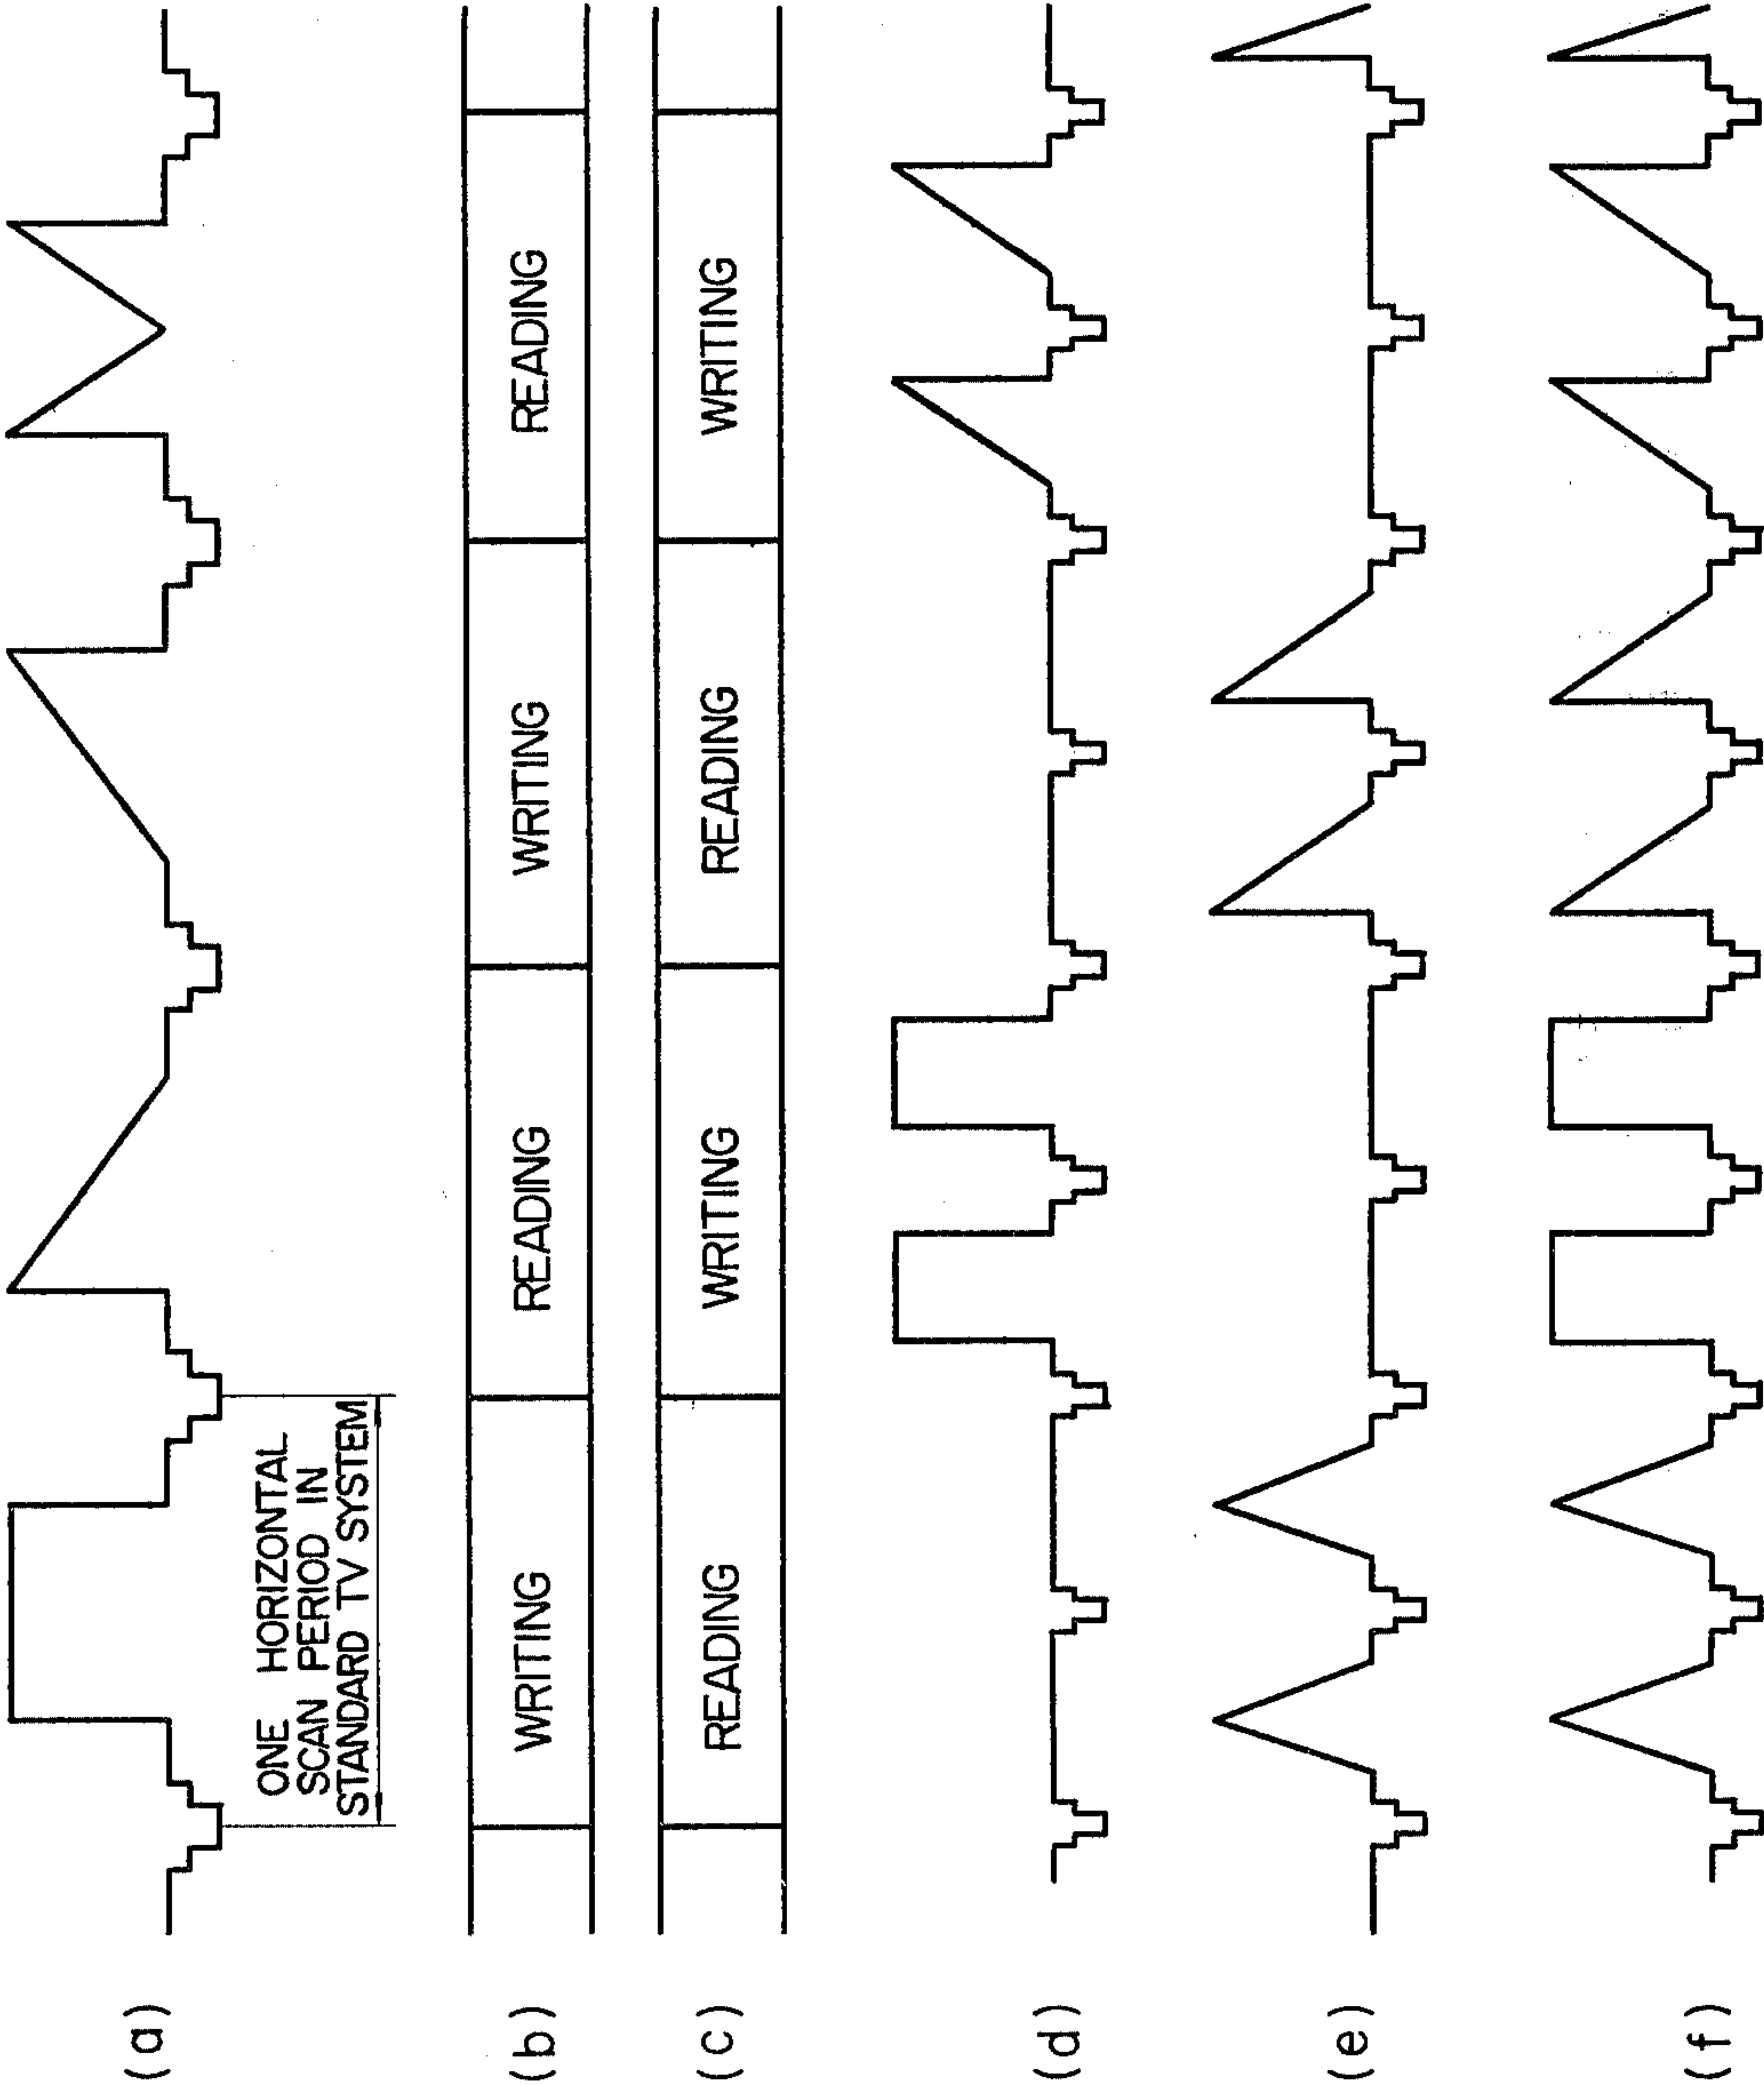 (a)
ONE HORIZONTAL
SCAN PERIOD IN
STANDARD TV SYSTEM
(b)
WRITING
READING
WRITING
READING
(c)
READING
WRITING
READING
WRITING
(d)
(e)
(f)